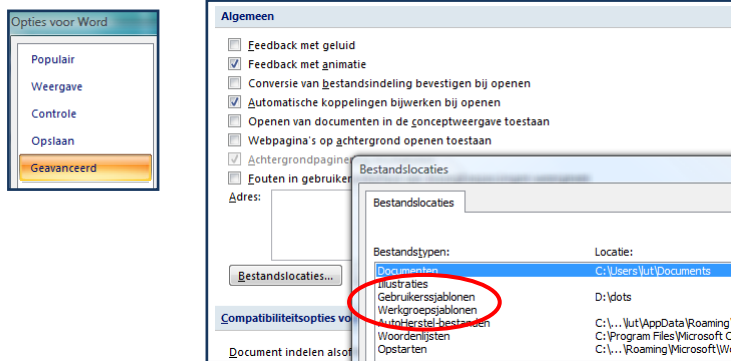 Opties voor Word
Populair
Weergave
Controle
Opslaan
Geavanceerd
Algemeen
Feedback met geluid
Feedback met animatie
Conversie van bestandsindeling bevestigen bij openen
Automatische koppelingen bijwerken bij openen
Openen van documenten in de conceptweergave toestaan
Webpagina's op achtergrond openen toestaan
Achtergrondpagine
Fouten in gebruiker
Adres:
Bestandslocaties...
Compatibiliteitsopties vo
Document indelen alsof
Bestandslocaties
Bestandslocaties
Bestandstypen: Locatie:
Documenten C:\Users\lut\Documents
Illustraties
Gebruikerssjablonen D:\dots
Werkgroepsjablonen
AutoHerstel-bestanden C:\...\lut\AppData\Roaming\
Woordenlijsten C:\Program Files\Microsoft O
Opstarten C:\...\Roaming\Microsoft\Wo